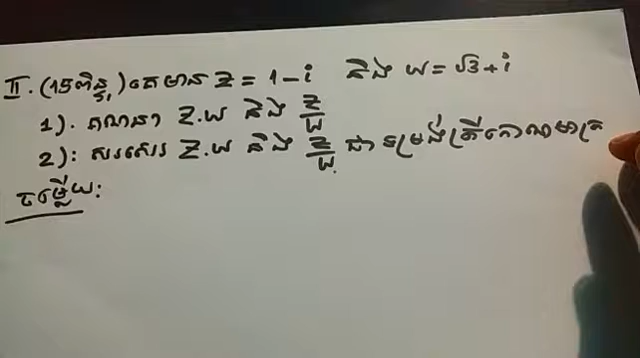 II. (15ពិន្ទុ) គេមាន Z = 1 - i និង W = √3 + i
1). គណនា Z.W និង Z/W
2): សរសេរ Z.W និង Z/W ជាទម្រង់ត្រីកោណមាត្រ
ចម្លើយ: